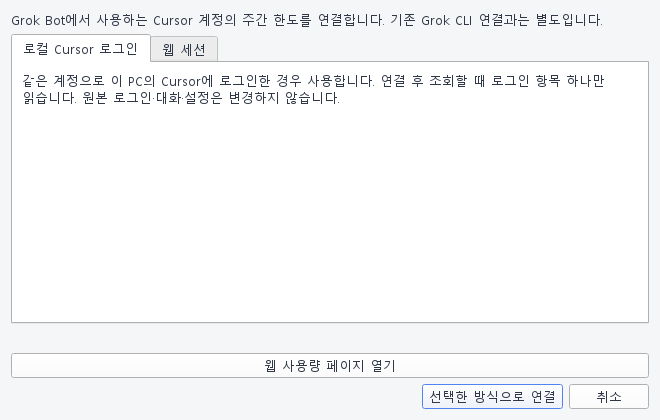 Grok Bot에서 사용하는 Cursor 계정의 주간 한도를 연결합니다. 기존 Grok CLI 연결과는 별도입니다.
로컬 Cursor 로그인
웹 세션
같은 계정으로 이 PC의 Cursor에 로그인한 경우 사용합니다. 연결 후 조회할 때 로그인 항목 하나만
읽습니다. 원본 로그인·대화·설정은 변경하지 않습니다.
웹 사용량 페이지 열기
선택한 방식으로 연결
취소